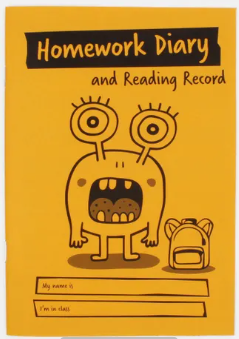 Homework Diary
and Reading Record
My name is
I'm in class